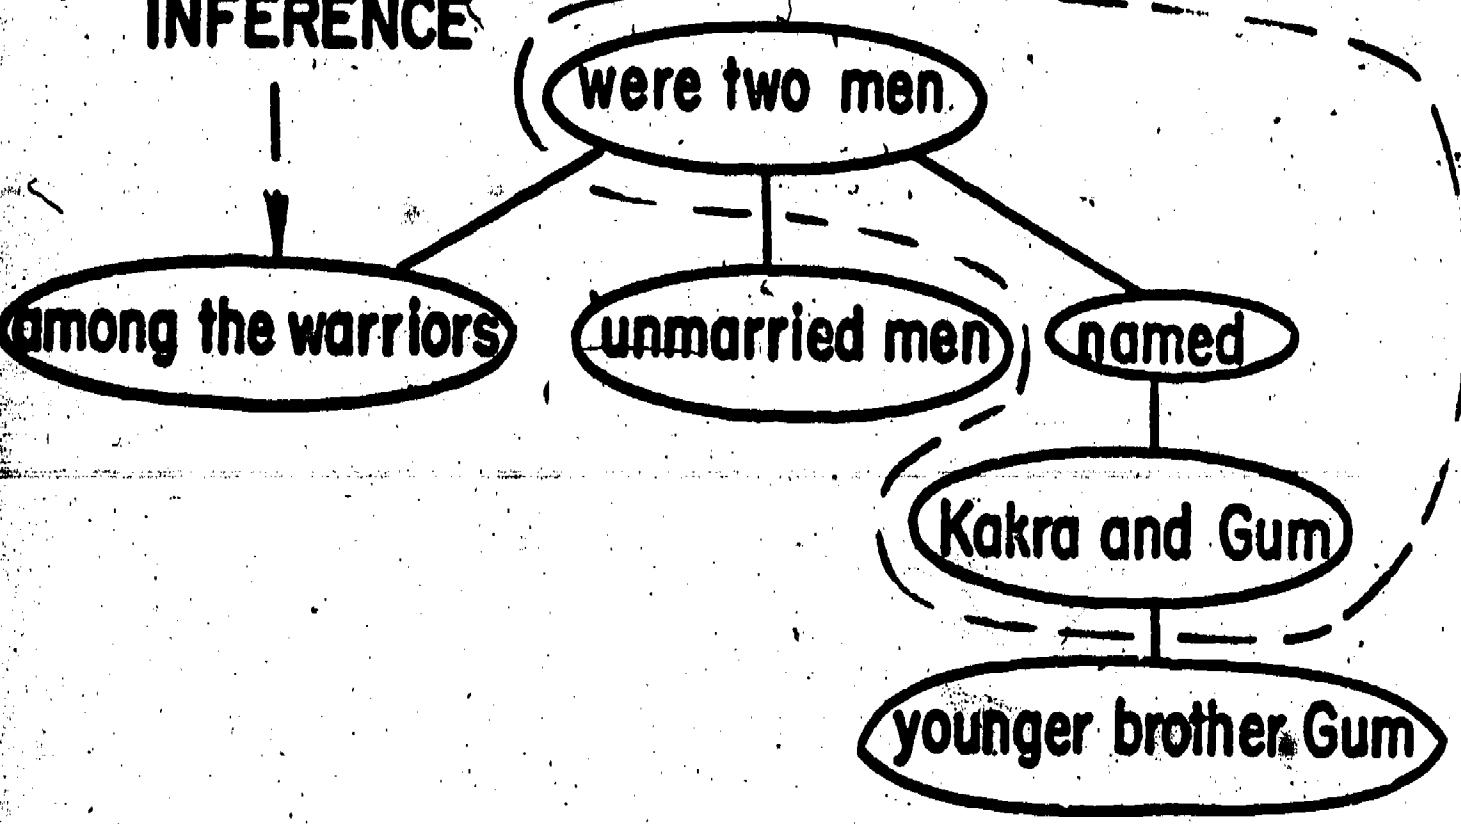 INFERENCE
were two men
among the warriors
unmarried men
named
Kakra and Gum
younger brother Gum